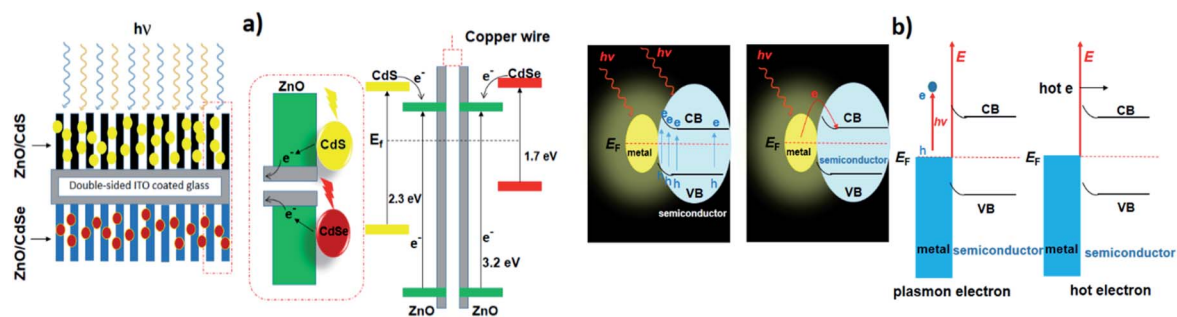 hν
a)
Copper wire
ZnO/CdS
Double-sided ITO coated glass
ZnO/CdSe
ZnO
CdS
e⁻
e⁻
CdSe
CdS
e⁻
e⁻
CdSe
E_f
2.3 eV
1.7 eV
e⁻
e⁻
3.2 eV
ZnO
ZnO
hv
hv
CB
e
e
e
e
e
E_F
metal
h
h
h
h
VB
semiconductor
hv
e
CB
E_F
metal
semiconductor
VB
b)
E
e
hv
h
CB
E_F
VB
metal
semiconductor
plasmon electron
E
hot e
CB
E_F
VB
metal
semiconductor
hot electron